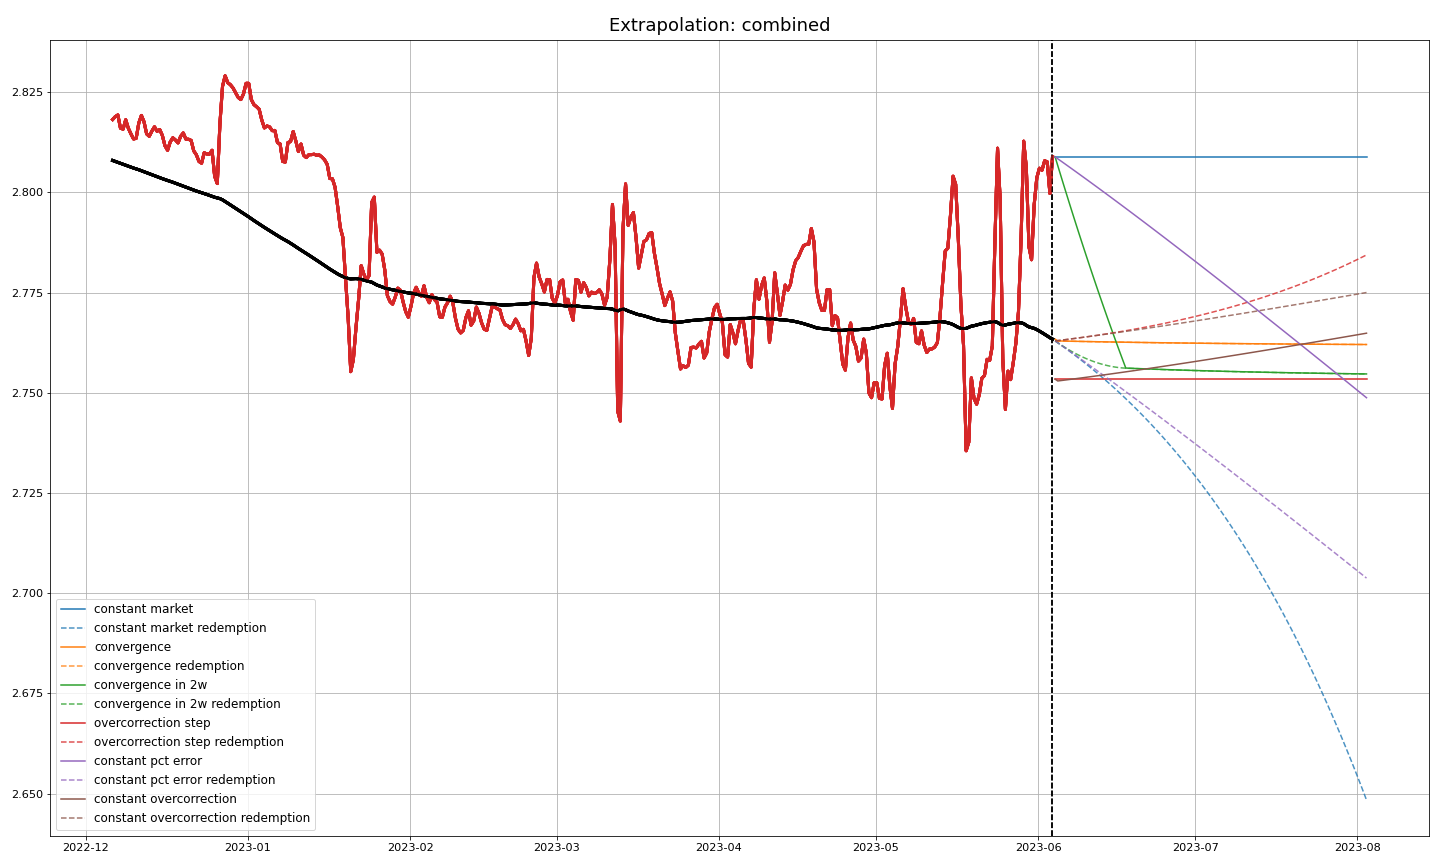 Extrapolation: combined
2.825
2.800
2.775
2.750
2.725
2.700
2.675
2.650
constant market
constant market redemption
convergence
convergence redemption
convergence in 2w
convergence in 2w redemption
overcorrection step
overcorrection step redemption
constant pct error
constant pct error redemption
constant overcorrection
constant overcorrection redemption
2022-12 2023-01 2023-02 2023-03 2023-04 2023-05 2023-06 2023-07 2023-08